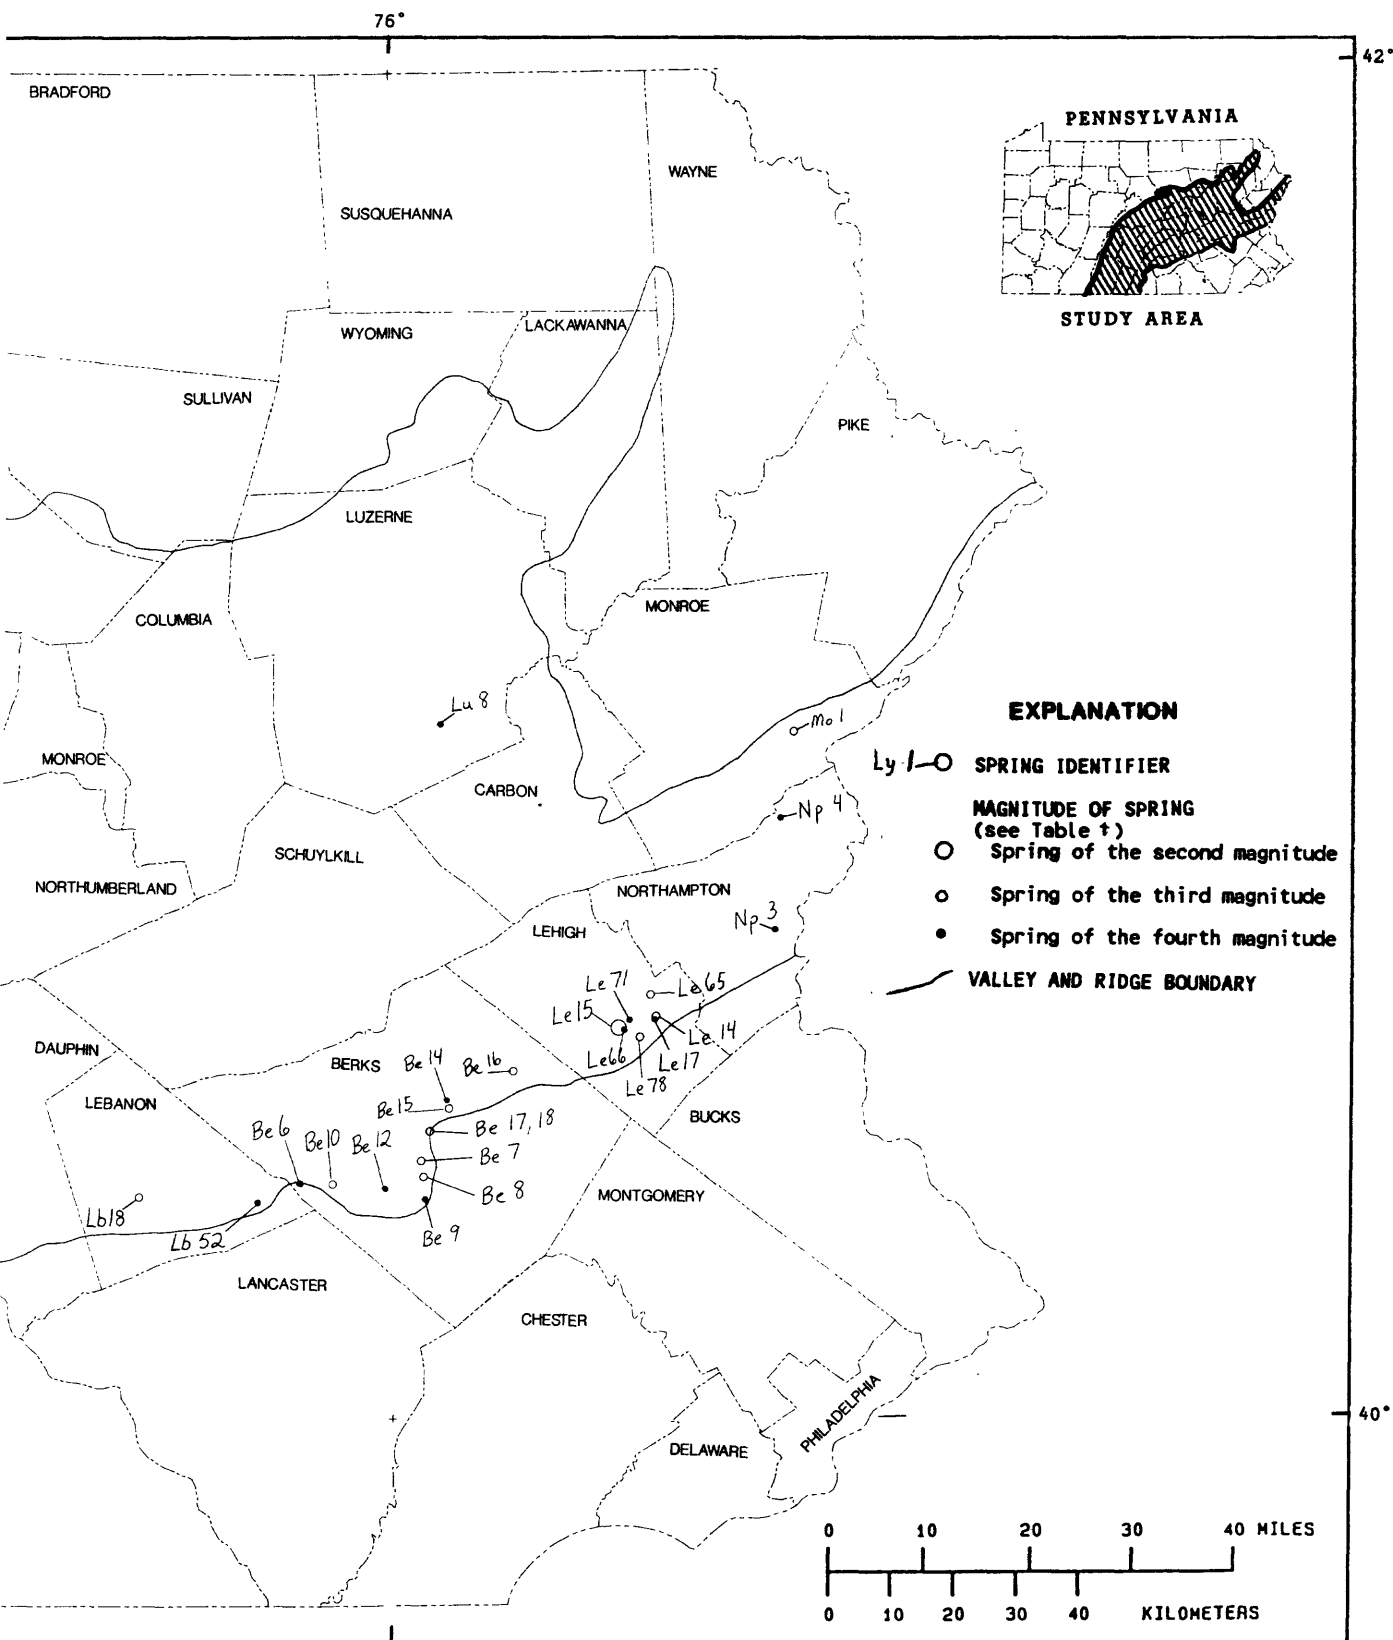 76°
42°
BRADFORD
WAYNE
SUSQUEHANNA
PENNSYLVANIA
STUDY AREA
WYOMING
LACKAWANNA
SULLIVAN
PIKE
LUZERNE
COLUMBIA
MONROE
Lu 8
Mo 1
MONROE
CARBON
Np 4
SCHUYLKILL
NORTHUMBERLAND
NORTHAMPTON
LEHIGH
Np 3
EXPLANATION
Ly 1 SPRING IDENTIFIER
MAGNITUDE OF SPRING
(see Table 1)
Spring of the second magnitude
Spring of the third magnitude
Spring of the fourth magnitude
VALLEY AND RIDGE BOUNDARY
Le 71
Le 65
Le 15
Le 14
Le 66
Le 17
Le 78
DAUPHIN
BERKS
Be 14
Be 16
LEBANON
Be 15
BUCKS
Be 6
Be 10
Be 12
Be 17, 18
Be 7
Be 8
MONTGOMERY
Lb 18
Lb 52
Be 9
LANCASTER
CHESTER
PHILADELPHIA
DELAWARE
40°
0 10 20 30 40 MILES
0 10 20 30 40 KILOMETERS